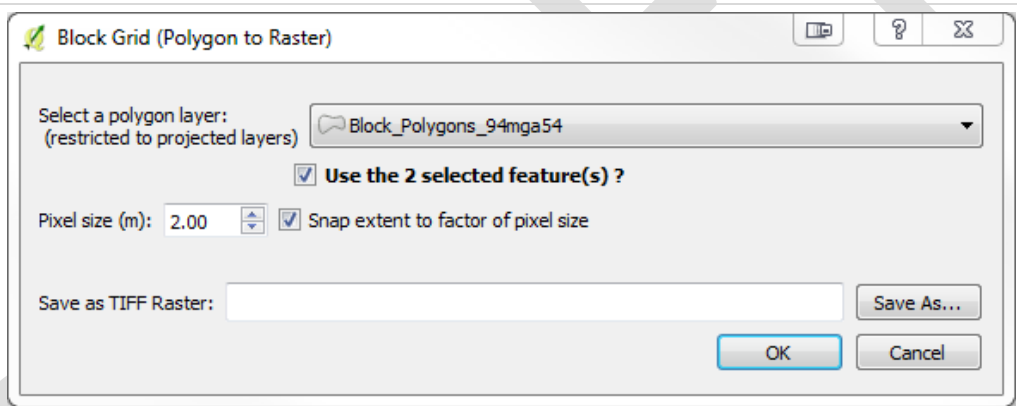 Block Grid (Polygon to Raster)
Select a polygon layer:
(restricted to projected layers)
Block_Polygons_94mga54
Use the 2 selected feature(s) ?
Pixel size (m): 2.00 Snap extent to factor of pixel size
Save as TIFF Raster: Save As...
OK Cancel